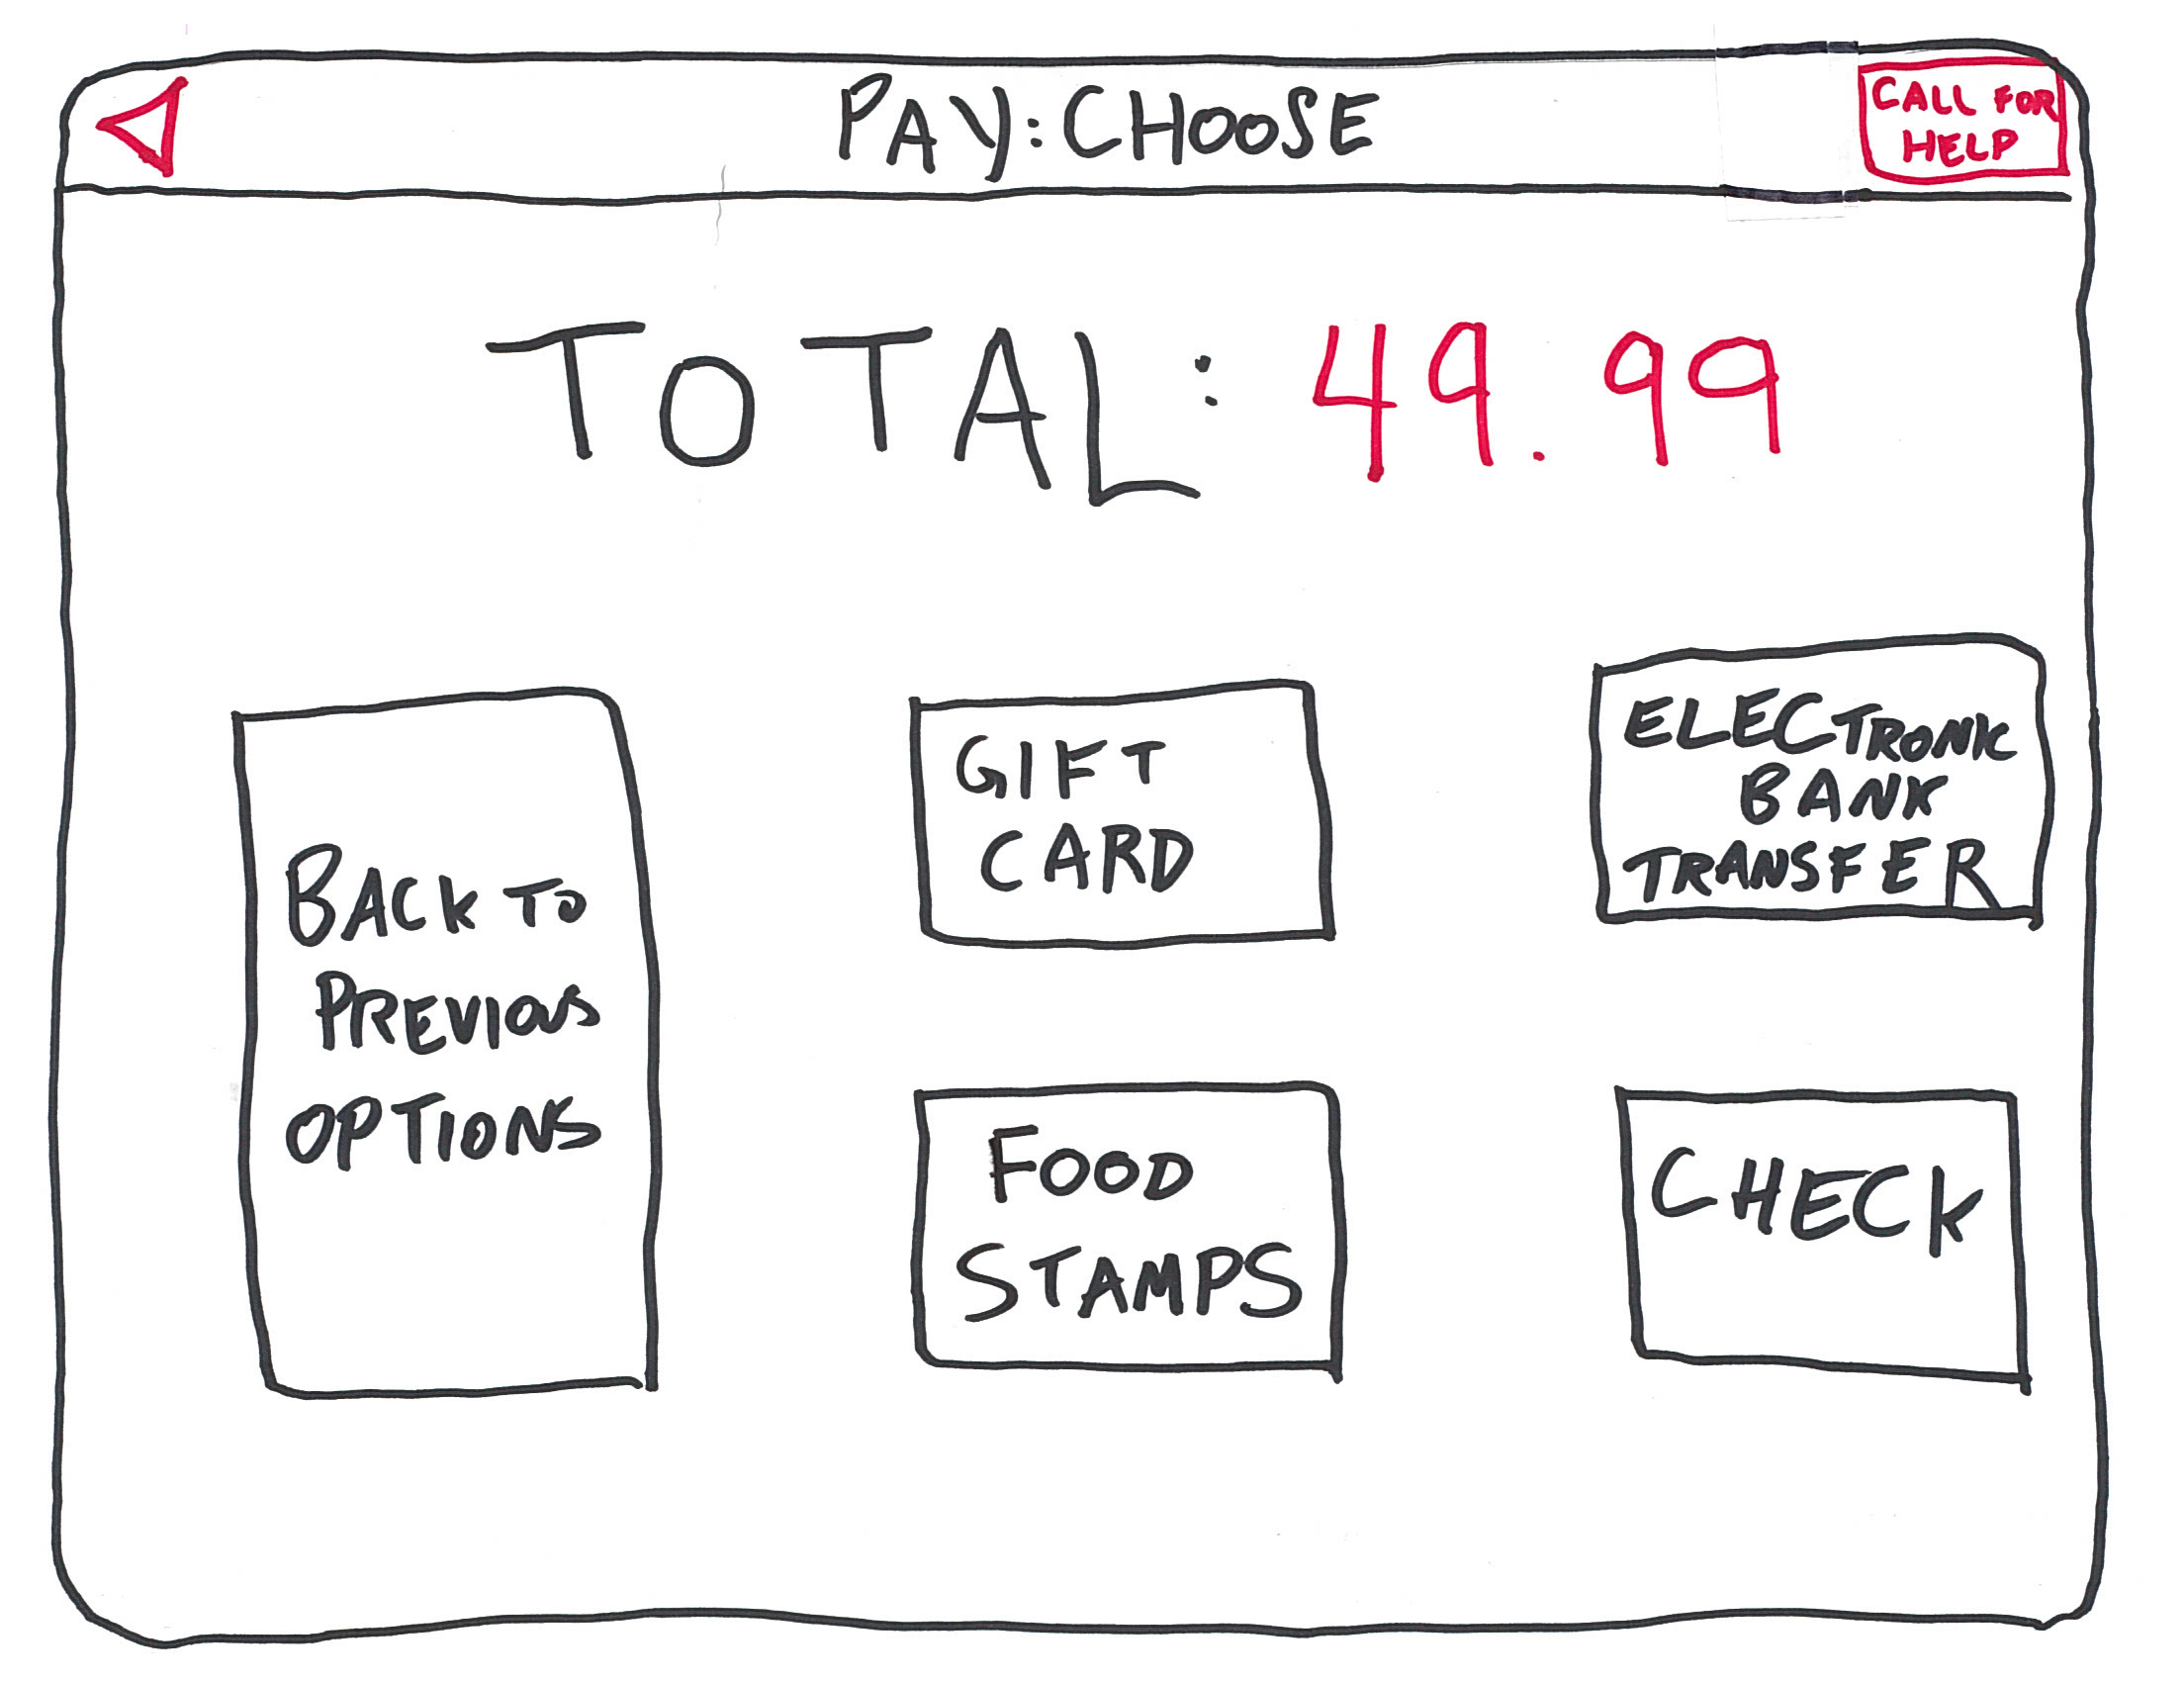 PAY: CHOOSE
CALL FOR
HELP
TOTAL: 49.99
BACK TO
PREVIOUS
OPTIONS
GIFT
CARD
ELECTRONIC
BANK
TRANSFER
FOOD
STAMPS
CHECK